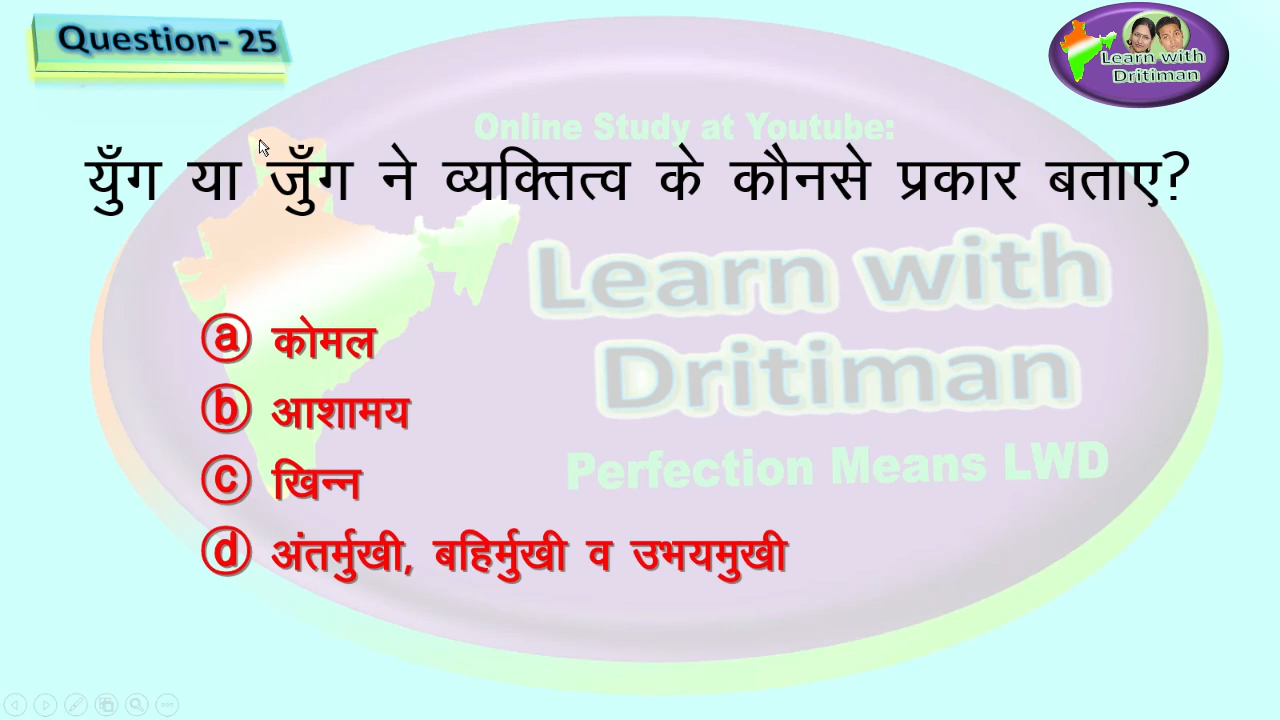 Question- 25
Learn with
Dritiman
Online Study at Youtube:
युँग या जुँग ने व्यक्तित्व के कौनसे प्रकार बताए?
Learn with
Dritiman
Perfection Means LWD
ⓐ कोमल
ⓑ आशामय
ⓒ खिन्न
ⓓ अंतर्मुखी, बहिर्मुखी व उभयमुखी